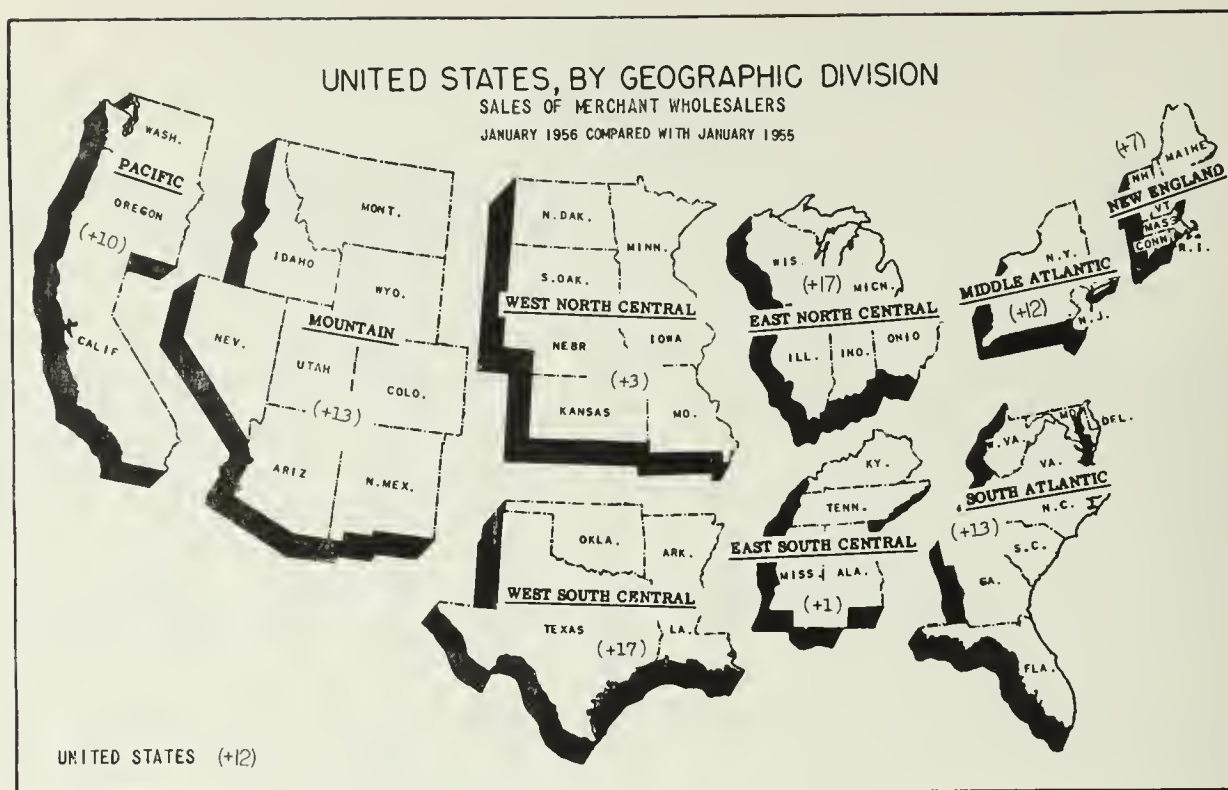 UNITED STATES, BY GEOGRAPHIC DIVISION
SALES OF MERCHANT WHOLESALERS
JANUARY 1956 COMPARED WITH JANUARY 1955
WASH.
PACIFIC
OREGON
(+10)
CALIF
MONT.
IDAHO
WYO.
MOUNTAIN
NEV.
UTAH
COLO.
(+13)
ARIZ
N.MEX.
N.DAK.
MINN.
S.DAK.
WEST NORTH CENTRAL
NEBR
IOWA
(+3)
KANSAS
MO.
WIS.
(+17)
MICH.
EAST NORTH CENTRAL
ILL.
IND.
OHIO
N.Y.
MIDDLE ATLANTIC
(+12)
N.J.
(+7)
MAINE
NH
NEW ENGLAND
VT
MASS
CONN
R.I.
OKLA.
ARK.
WEST SOUTH CENTRAL
TEXAS
LA.
(+17)
KY.
TENN.
EAST SOUTH CENTRAL
MISS.
ALA.
(+1)
MD
DEL.
W.VA.
VA.
SOUTH ATLANTIC
N.C.
(+13)
S.C.
GA.
FLA.
UNITED STATES (+12)